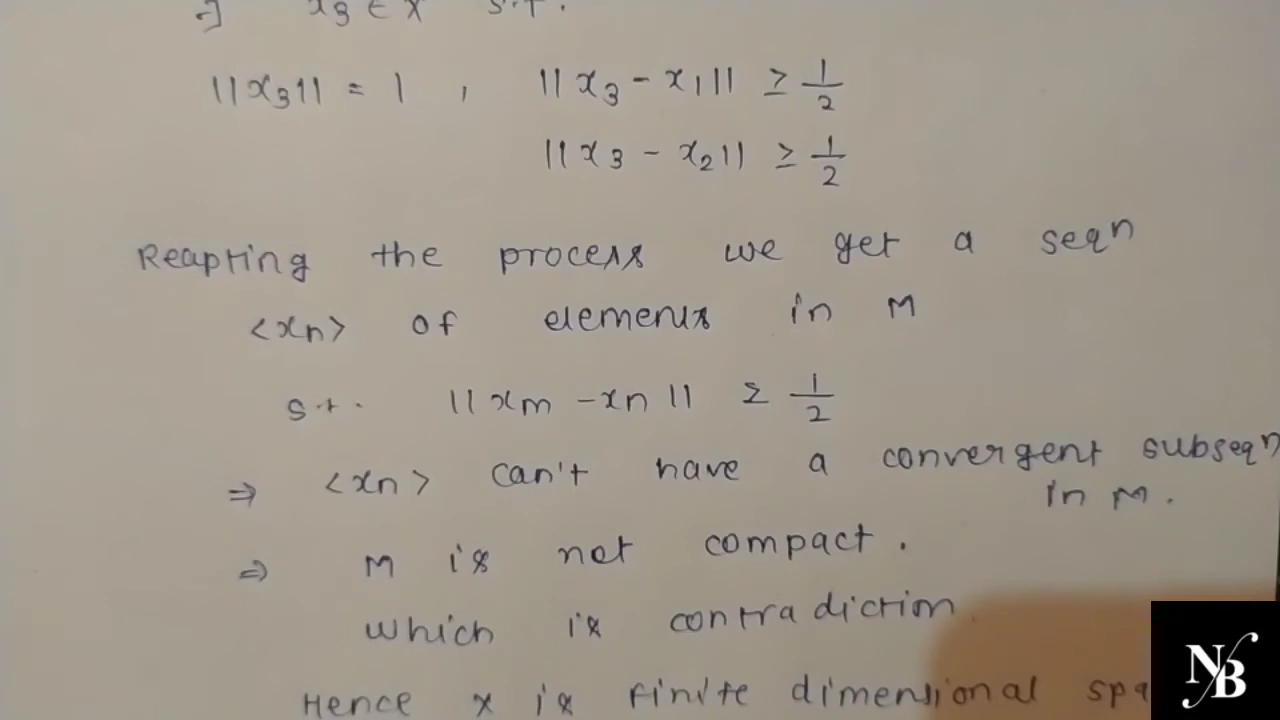 ⇒ x₃ ∈ X s.t.
||x₃|| = 1 , ||x₃ - x₁|| ≥ 1/2
||x₃ - x₂|| ≥ 1/2
Reapting the process we get a seqn
<xn> of elements in M
s.t. ||xm - xn|| ≥ 1/2
⇒ <xn> can't have a convergent subseqn
in M.
⇒ M is not compact.
which is contradiction.
Hence X is finite dimensional spa
NB